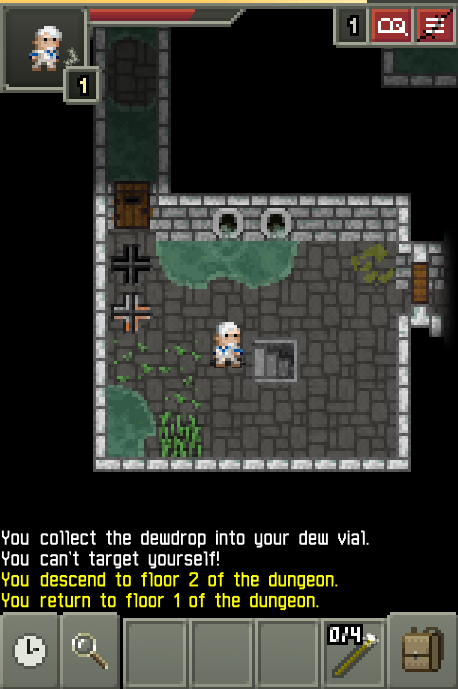 1
1
You collect the dewdrop into your dew vial.
You can't target yourself!
You descend to floor 2 of the dungeon.
You return to floor 1 of the dungeon.
0/4